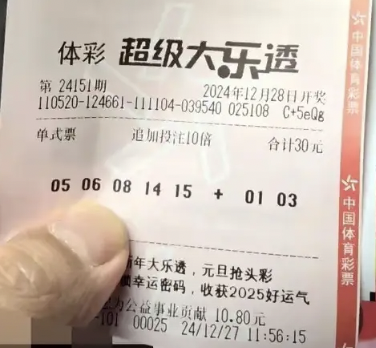 体彩 超级大乐透
第 24151期 2024年12月28日开奖
110520-124661-111104-039540 025108 C+5eQg
单式票 追加投注10倍 合计30元
05 06 08 14 15 + 01 03
年大乐透，元旦抢头彩
幸运密码，收获2025好运气
为公益事业贡献 10.80元
-101 00025 24/12/27 11:56:15
中国体育彩票
中国体育彩票